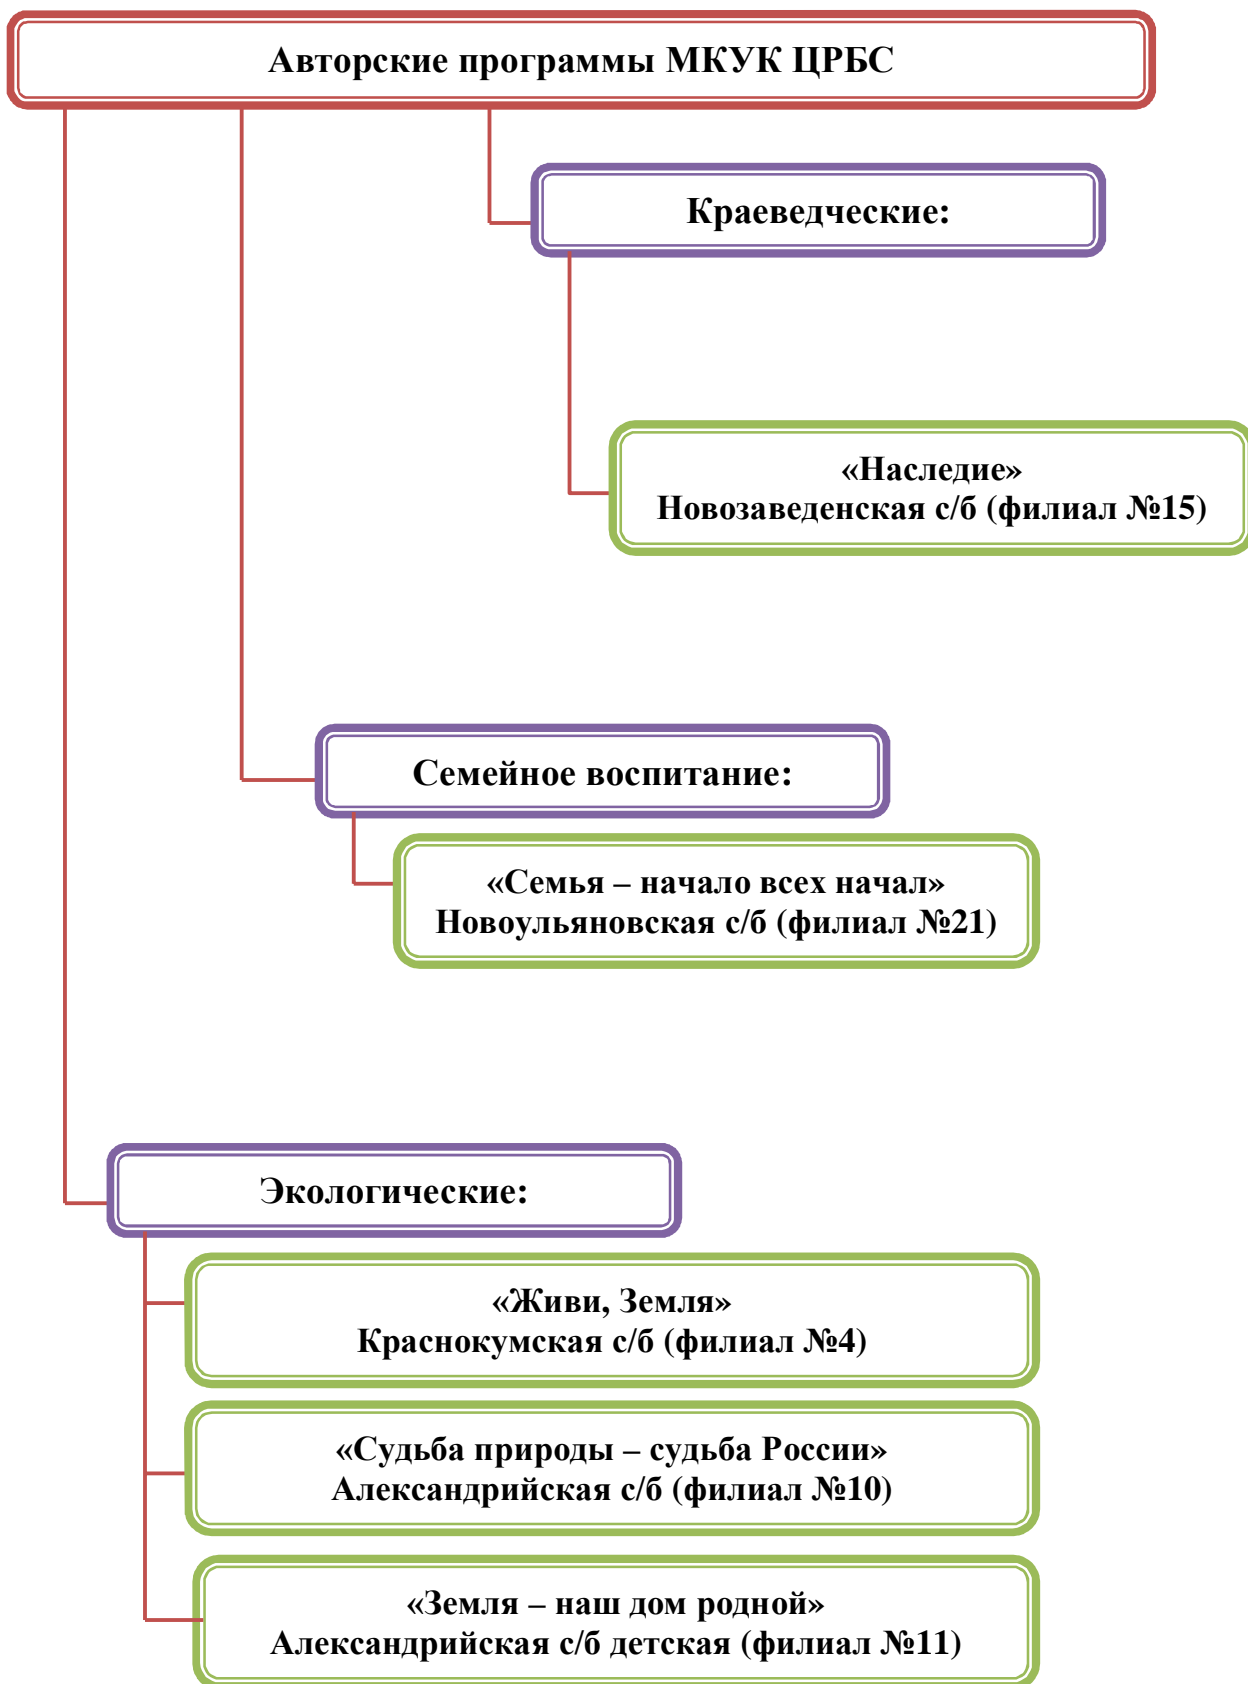 Авторские программы МКУК ЦРБС
Краеведческие:
«Наследие»
Новозаведенская с/б (филиал №15)
Семейное воспитание:
«Семья – начало всех начал»
Новоульяновская с/б (филиал №21)
Экологические:
«Живи, Земля»
Краснокумская с/б (филиал №4)
«Судьба природы – судьба России»
Александрийская с/б (филиал №10)
«Земля – наш дом родной»
Александрийская с/б детская (филиал №11)